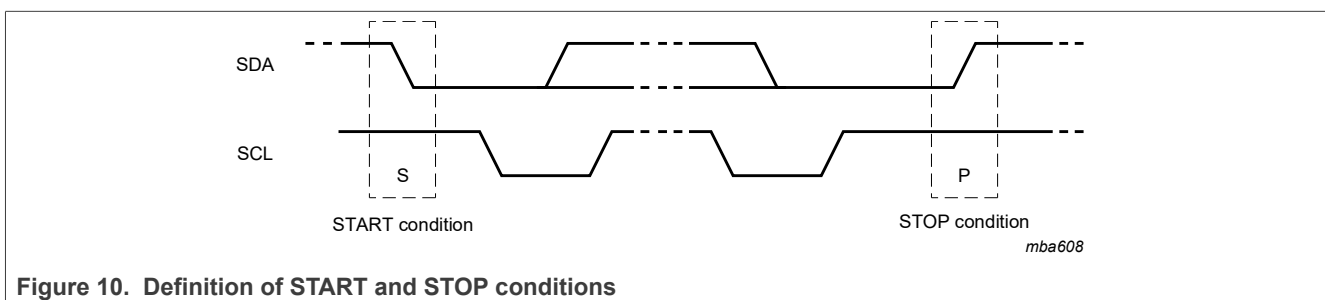 SDA
SCL
S
P
START condition
STOP condition
mba608
Figure 10. Definition of START and STOP conditions